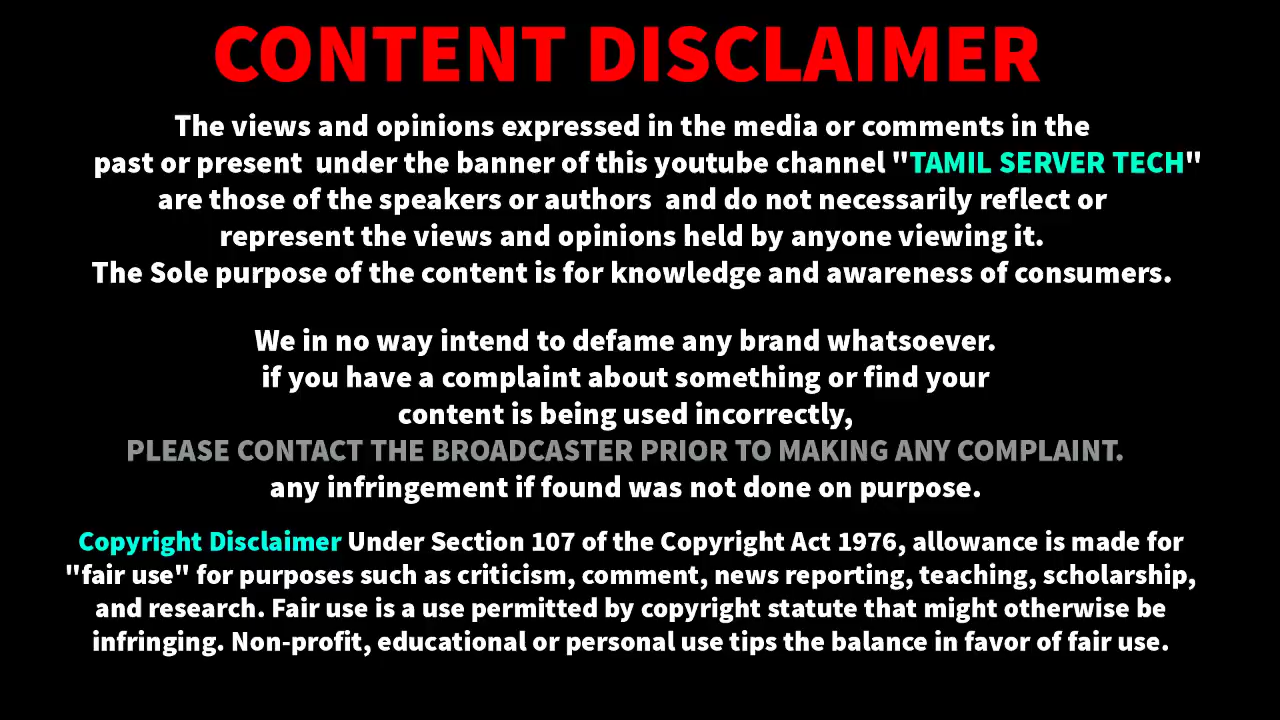 CONTENT DISCLAIMER
The views and opinions expressed in the media or comments in the
past or present  under the banner of this youtube channel "TAMIL SERVER TECH"
are those of the speakers or authors  and do not necessarily reflect or
represent the views and opinions held by anyone viewing it.
The Sole purpose of the content is for knowledge and awareness of consumers.
We in no way intend to defame any brand whatsoever.
if you have a complaint about something or find your
content is being used incorrectly,
PLEASE CONTACT THE BROADCASTER PRIOR TO MAKING ANY COMPLAINT.
any infringement if found was not done on purpose.
Copyright Disclaimer Under Section 107 of the Copyright Act 1976, allowance is made for
"fair use" for purposes such as criticism, comment, news reporting, teaching, scholarship,
and research. Fair use is a use permitted by copyright statute that might otherwise be
infringing. Non-profit, educational or personal use tips the balance in favor of fair use.